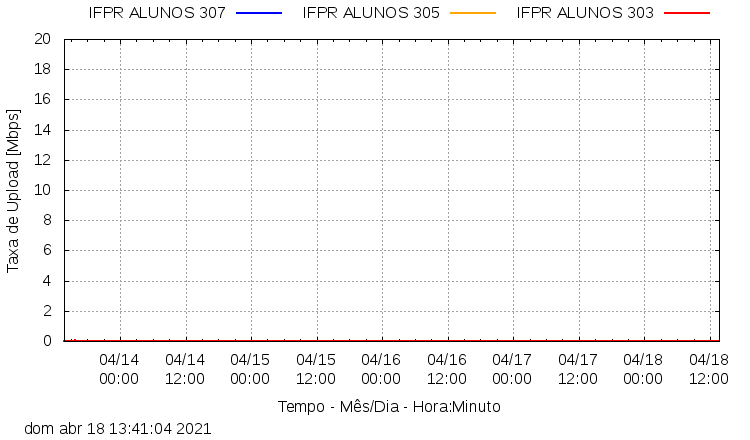 IFPR ALUNOS 307 IFPR ALUNOS 305 IFPR ALUNOS 303
Taxa de Upload [Mbps]
20
18
16
14
12
10
8
6
4
2
0
04/14 04/14 04/15 04/15 04/16 04/16 04/17 04/17 04/18 04/18
00:00 12:00 00:00 12:00 00:00 12:00 00:00 12:00 00:00 12:00
Tempo - Mês/Dia - Hora:Minuto
dom abr 18 13:41:04 2021